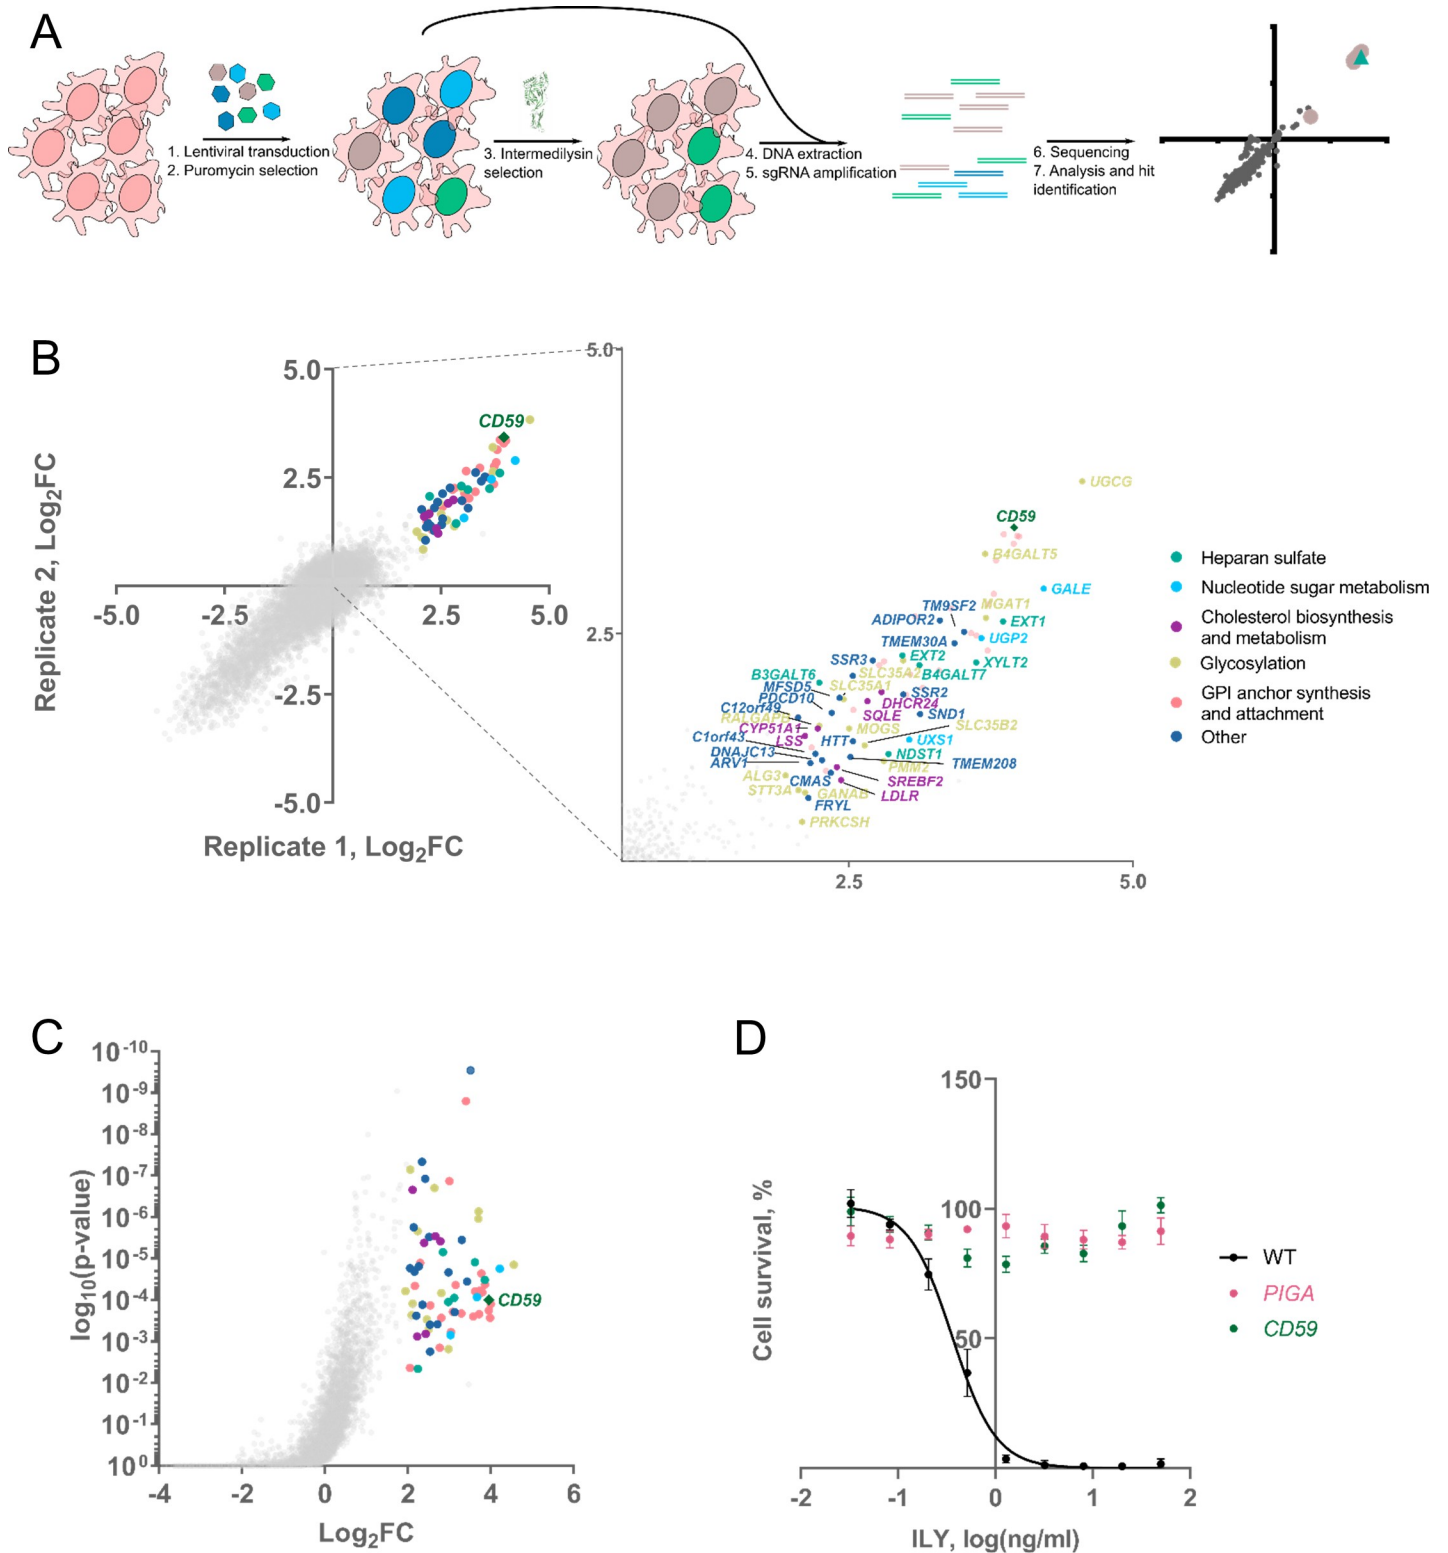 A
1. Lentiviral transduction
2. Puromycin selection
3. Intermedilysin
selection
4. DNA extraction
5. sgRNA amplification
6. Sequencing
7. Analysis and hit
identification
B
Replicate 2, Log2FC
5.0
2.5
-5.0
-2.5
2.5
5.0
-2.5
-5.0
CD59
Replicate 1, Log2FC
5.0
2.5
2.5
5.0
UGCG
CD59
B4GALT5
GALE
TM9SF2
MGAT1
ADIPOR2
EXT1
TMEM30A
UGP2
SSR3
EXT2
XYLT2
B3GALT6
SLC35A2
B4GALT7
MFSD5
SLC35A1
PDCD10
SSR2
DHCR24
C12orf49
SQLE
SND1
RALGAPB
SLC35B2
CYP51A1
MOGS
C1orf43
LSS
HTT
UXS1
DNAJC13
NDST1
ARV1
PMM2
TMEM208
ALG3
CMAS
SREBF2
STT3A
GANAB
LDLR
FRYL
PRKCSH
Heparan sulfate
Nucleotide sugar metabolism
Cholesterol biosynthesis
and metabolism
Glycosylation
GPI anchor synthesis
and attachment
Other
C
log10(p-value)
10-10
10-9
10-8
10-7
10-6
10-5
10-4
10-3
10-2
10-1
100
CD59
-4
-2
0
2
4
6
Log2FC
D
Cell survival, %
150
100
50
-2
-1
0
1
2
ILY, log(ng/ml)
WT
PIGA
CD59